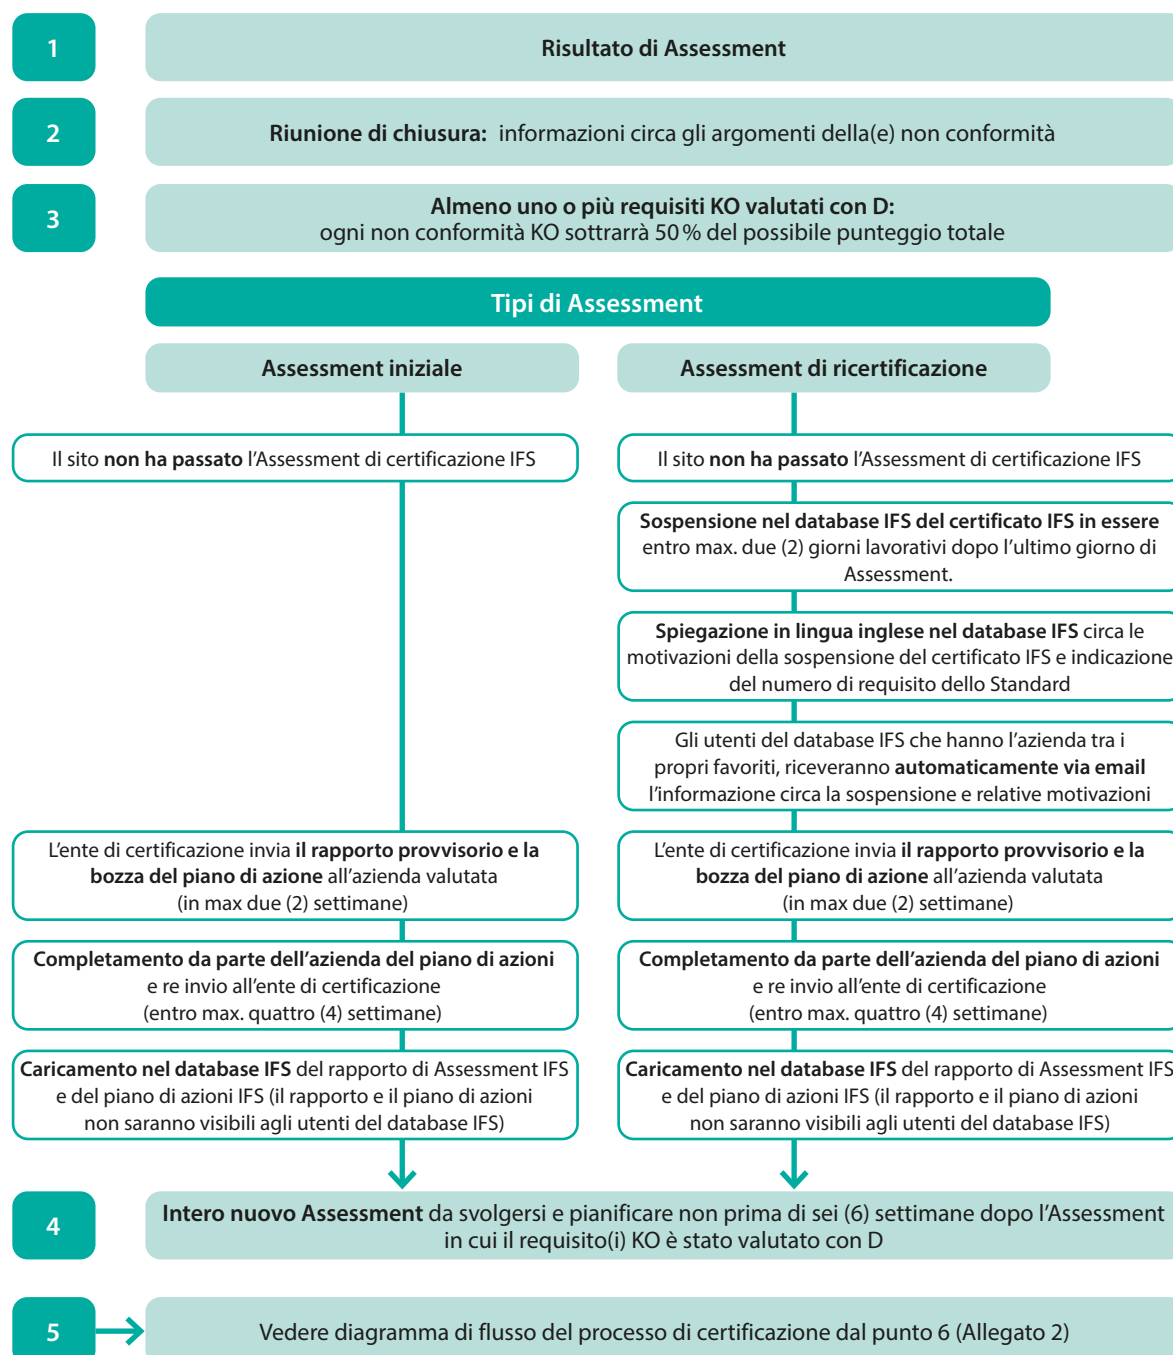 1
Risultato di Assessment
2
Riunione di chiusura: informazioni circa gli argomenti della(e) non conformità
3
Almeno uno o più requisiti KO valutati con D:
ogni non conformità KO sottrarrà 50 % del possibile punteggio totale
Tipi di Assessment
Assessment iniziale
Assessment di ricertificazione
Il sito non ha passato l'Assessment di certificazione IFS
Il sito non ha passato l'Assessment di certificazione IFS
Sospensione nel database IFS del certificato IFS in essere
entro max. due (2) giorni lavorativi dopo l'ultimo giorno di
Assessment.
Spiegazione in lingua inglese nel database IFS circa le
motivazioni della sospensione del certificato IFS e indicazione
del numero di requisito dello Standard
Gli utenti del database IFS che hanno l'azienda tra i
propri favoriti, riceveranno automaticamente via email
l'informazione circa la sospensione e relative motivazioni
L'ente di certificazione invia il rapporto provvisorio e la
bozza del piano di azione all'azienda valutata
(in max due (2) settimane)
L'ente di certificazione invia il rapporto provvisorio e la
bozza del piano di azione all'azienda valutata
(in max due (2) settimane)
Completamento da parte dell'azienda del piano di azioni
e re invio all'ente di certificazione
(entro max. quattro (4) settimane)
Completamento da parte dell'azienda del piano di azioni
e re invio all'ente di certificazione
(entro max. quattro (4) settimane)
Caricamento nel database IFS del rapporto di Assessment IFS
e del piano di azioni IFS (il rapporto e il piano di azioni
non saranno visibili agli utenti del database IFS)
Caricamento nel database IFS del rapporto di Assessment IFS
e del piano di azioni IFS (il rapporto e il piano di azioni
non saranno visibili agli utenti del database IFS)
4
Intero nuovo Assessment da svolgersi e pianificare non prima di sei (6) settimane dopo l'Assessment
in cui il requisito(i) KO è stato valutato con D
5
Vedere diagramma di flusso del processo di certificazione dal punto 6 (Allegato 2)